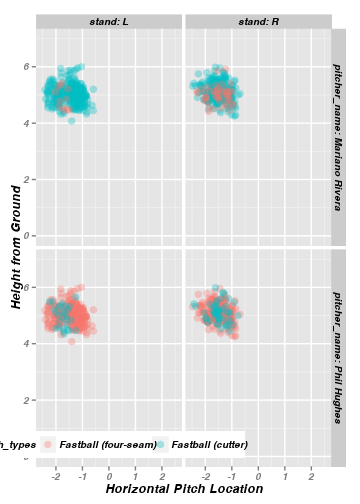 stand: L
stand: R
6
4
2
0
pitcher_name: Mariano Rivera
Height from Ground
6
4
2
pitcher_name: Phil Hughes
h_types Fastball (four-seam) Fastball (cutter)
-2 -1 0 1 2 -2 -1 0 1 2
Horizontal Pitch Location